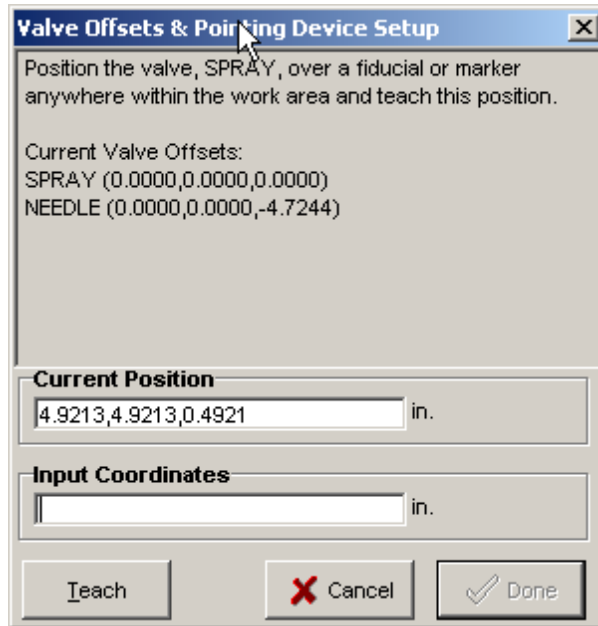 Valve Offsets & Pointing Device Setup
Position the valve, SPRAY, over a fiducial or marker
anywhere within the work area and teach this position.
Current Valve Offsets:
SPRAY (0.0000,0.0000,0.0000)
NEEDLE (0.0000,0.0000,-4.7244)
Current Position
4.9213,4.9213,0.4921 in.
Input Coordinates
in.
Teach Cancel Done